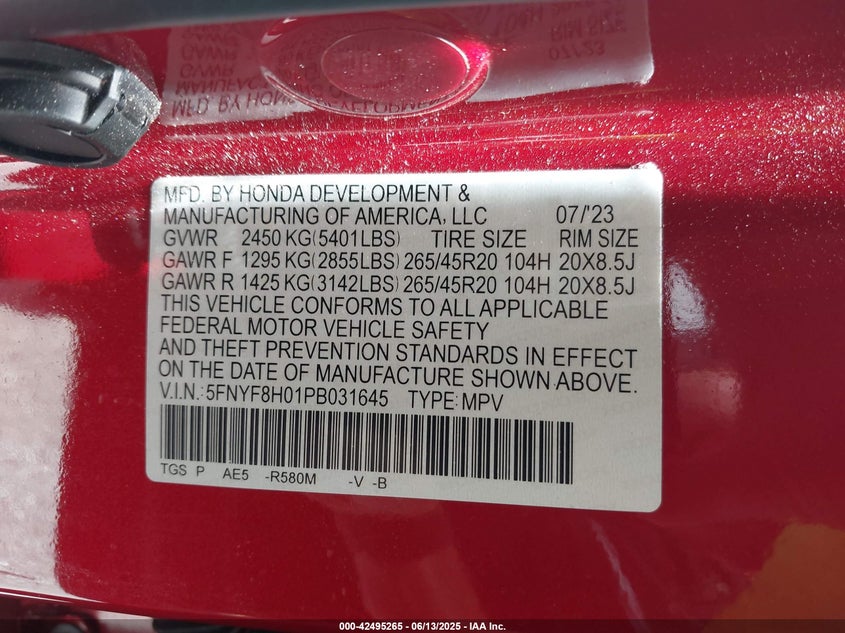 MFD. BY HONDA DEVELOPMENT &
MANUFACTURING OF AMERICA, LLC 07/'23
GVWR 2450 KG(5401LBS) TIRE SIZE RIM SIZE
GAWR F 1295 KG(2855LBS) 265/45R20 104H 20X8.5J
GAWR R 1425 KG(3142LBS) 265/45R20 104H 20X8.5J
THIS VEHICLE CONFORMS TO ALL APPLICABLE
FEDERAL MOTOR VEHICLE SAFETY
AND THEFT PREVENTION STANDARDS IN EFFECT
ON THE DATE OF MANUFACTURE SHOWN ABOVE.
V.I.N.: 5FNYF8H01PB031645 TYPE: MPV
TGS P AE5 -R580M -V -B
000-42495265 - 06/13/2025 - IAA Inc.